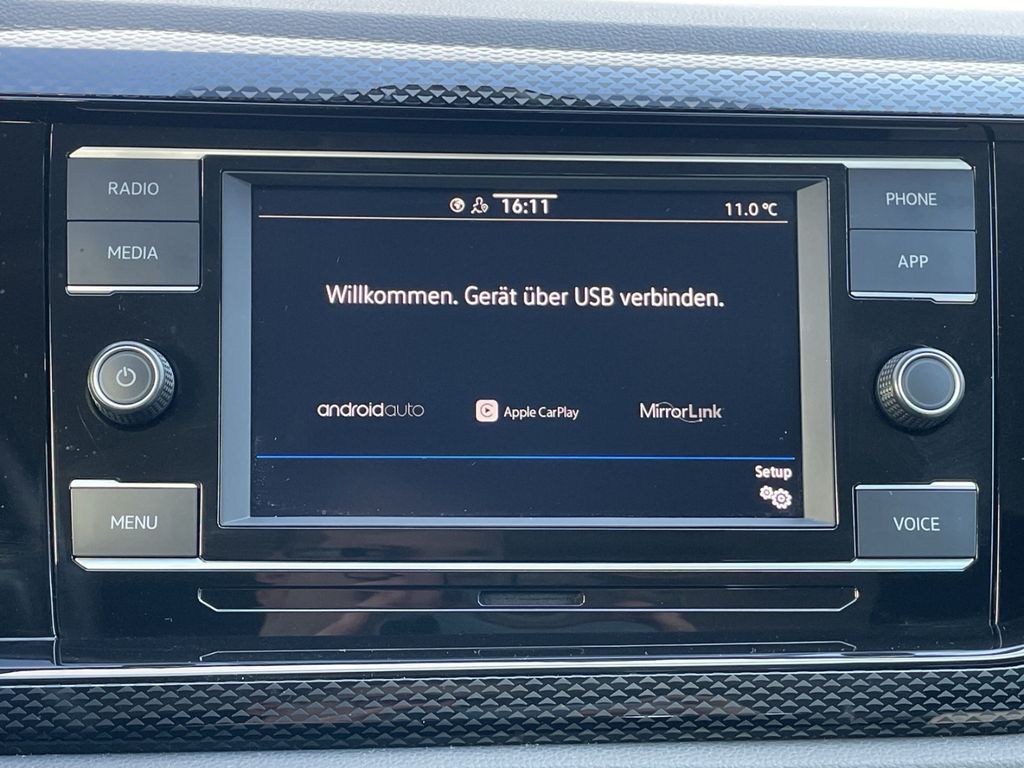 RADIO
MEDIA
16:11
11.0 °C
PHONE
APP
Willkommen. Gerät über USB verbinden.
androidauto
Apple CarPlay
MirrorLink
Setup
MENU
VOICE